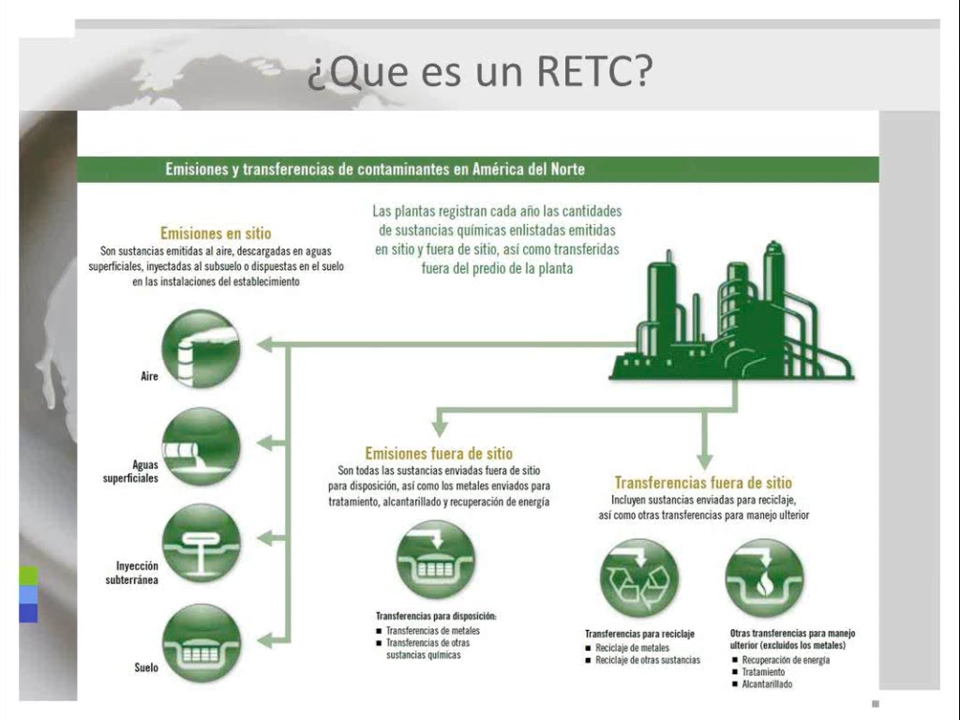 ¿Que es un RETC?
Emisiones y transferencias de contaminantes en América del Norte
Las plantas registran cada año las cantidades
de sustancias químicas enlistadas emitidas
en sitio y fuera de sitio, así como transferidas
fuera del predio de la planta
Emisiones en sitio
Son sustancias emitidas al aire, descargadas en aguas
superficiales, inyectadas al subsuelo o dispuestas en el suelo
en las instalaciones del establecimiento
Aire
Aguas
superficiales
Inyección
subterránea
Suelo
Emisiones fuera de sitio
Son todas las sustancias enviadas fuera de sitio
para disposición, así como los metales enviados para
tratamiento, alcantarillado y recuperación de energía
Transferencias para disposición:
■ Transferencias de metales
■ Transferencias de otras
sustancias químicas
Transferencias fuera de sitio
Incluyen sustancias enviadas para reciclaje,
así como otras transferencias para manejo ulterior
Transferencias para reciclaje
■ Reciclaje de metales
■ Reciclaje de otras sustancias
Otras transferencias para manejo
ulterior (excluidos los metales)
■ Recuperación de energía
■ Tratamiento
■ Alcantarillado